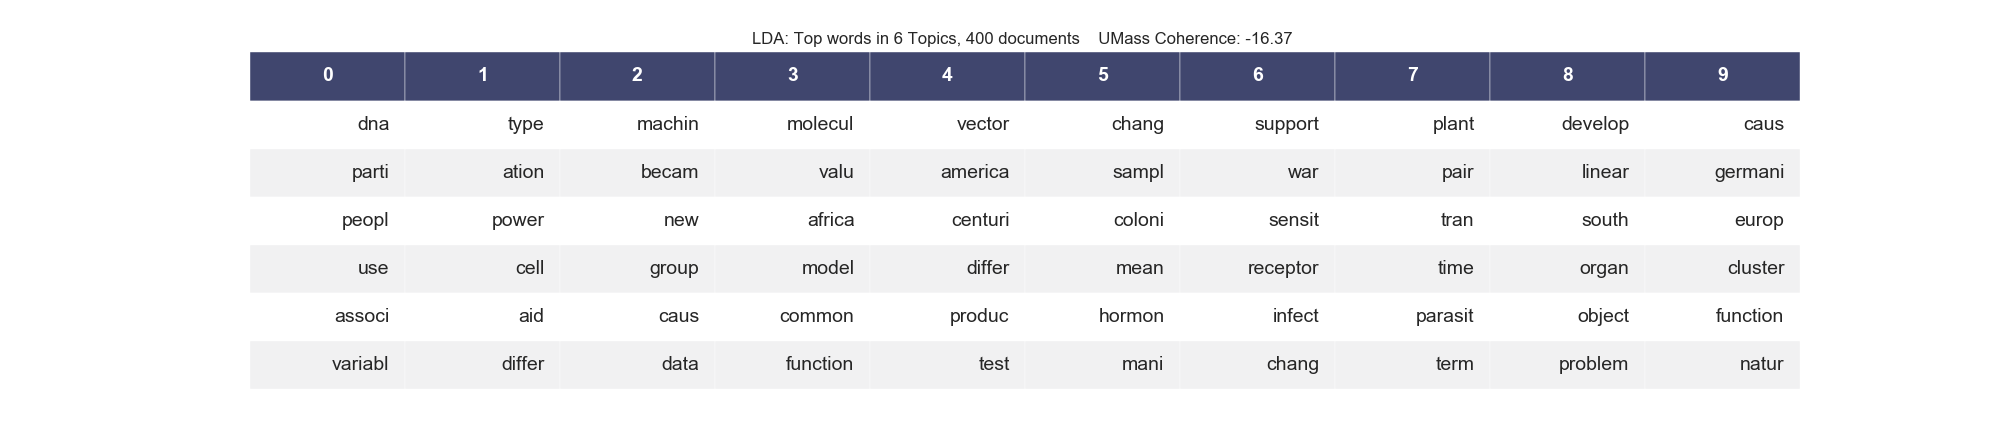 LDA: Top words in 6 Topics, 400 documents    UMass Coherence: -16.37
0 1 2 3 4 5 6 7 8 9
dna type machin molecul vector chang support plant develop caus
parti ation becam valu america sampl war pair linear germani
peopl power new africa centuri coloni sensit tran south europ
use cell group model differ mean receptor time organ cluster
associ aid caus common produc hormon infect parasit object function
variabl differ data function test mani chang term problem natur